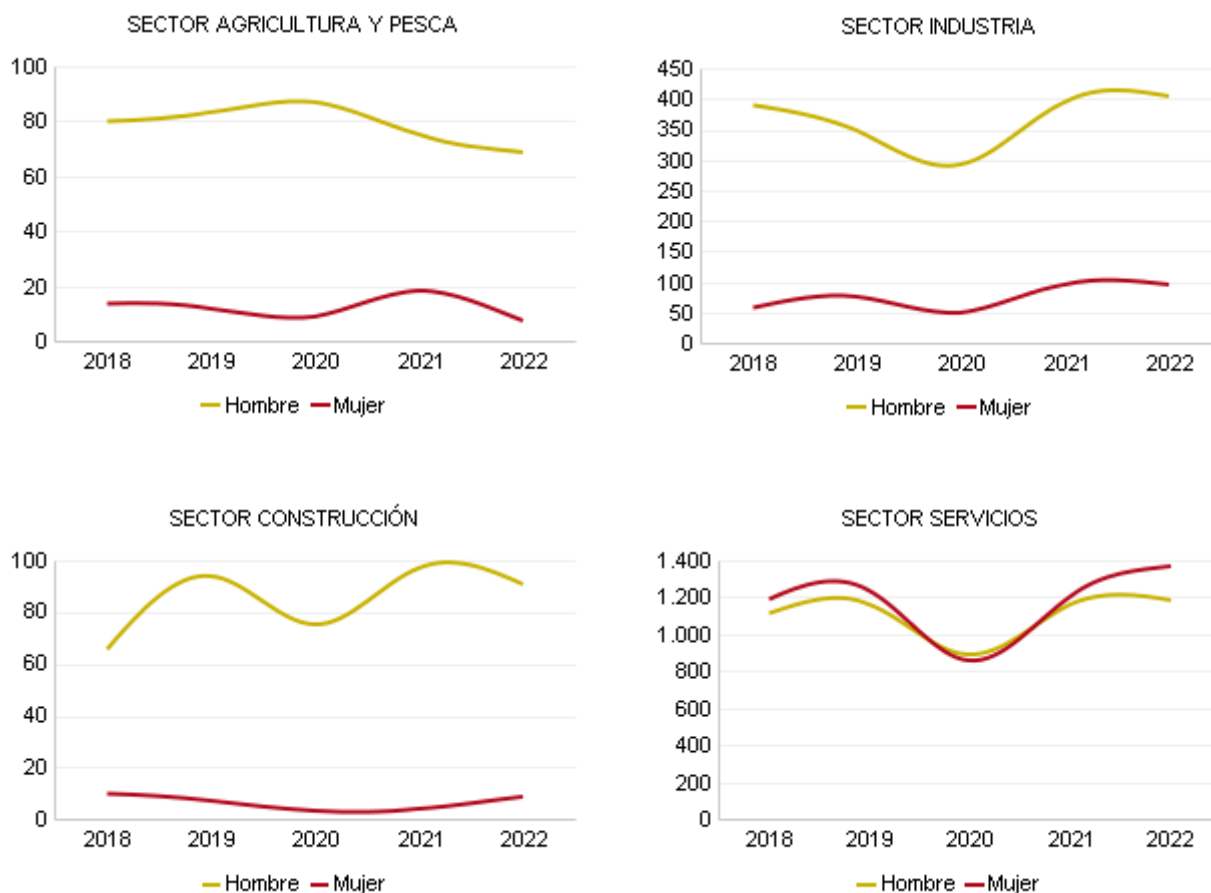 SECTOR AGRICULTURA Y PESCA
100
80
60
40
20
0
2018 2019 2020 2021 2022
Hombre Mujer
SECTOR INDUSTRIA
450
400
350
300
250
200
150
100
50
0
2018 2019 2020 2021 2022
Hombre Mujer
SECTOR CONSTRUCCIÓN
100
80
60
40
20
0
2018 2019 2020 2021 2022
Hombre Mujer
SECTOR SERVICIOS
1.400
1.200
1.000
800
600
400
200
0
2018 2019 2020 2021 2022
Hombre Mujer